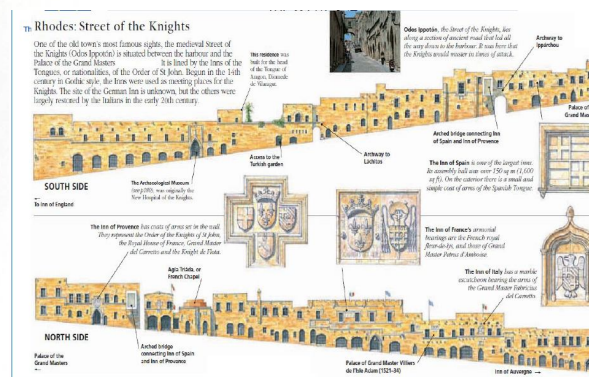 Th
Rhodes: Street of the Knights
One of the old town's most famous sights, the medieval Street of
the Knights (Odos Ippotón) is situated between the harbour and the
Palace of the Grand Masters It is lined by the Inns of the
Tongues, or nationalities, of the Order of St John. Begun in the 14th
century in Gothic style, the Inns were used as meeting places for the
Knights. The site of the German Inn is unknown, but the others were
largely restored by the Italians in the early 20th century.
This residence was
built for the head
of the Tongue of
Aragon, Diomede
de Vilaragut.
Odos Ippotón, the Street of the Knights, lies
along a section of ancient road that led all
the way down to the harbour. It was here that
the Knights would muster in times of attack.
Archway to
Ippárchou
Palace of
Grand Mas
Arched bridge connecting Inn
of Spain and Inn of Provence
Archway to
Láchitos
Access to the
Turkish garden
The Archeological Museum
was originally the
New Hospital of the Knights.
The Inn of Spain is one of the largest inns.
Its assembly hall was over 150 sq m (1,600
sq ft). On the exterior there is a small and
simple coat of arms of the Spanish Tongue.
SOUTH SIDE
←
To Inn of England
The Inn of Provence has coats of arms set in the wall.
They represent the Order of the Knights of St John,
the Royal House of France, Grand Master
del Carretto and the Knight de Flota.
The Inn of France's armorial
bearings are the French royal
fleur-de-lys, and those of Grand
Master Petrus d'Amboise.
The Inn of Italy has a marble
escutcheon bearing the arms of
the Grand Master Fabricius
del Carretto.
Agia Triáda, or
French Chapel
NORTH SIDE
Palace of the
Grand Masters
←
Arched bridge
connecting Inn of Spain
and Inn of Provence
Palace of Grand Master Villiers
de l'Isle Adam (1521–34)
Inn of Auvergne →